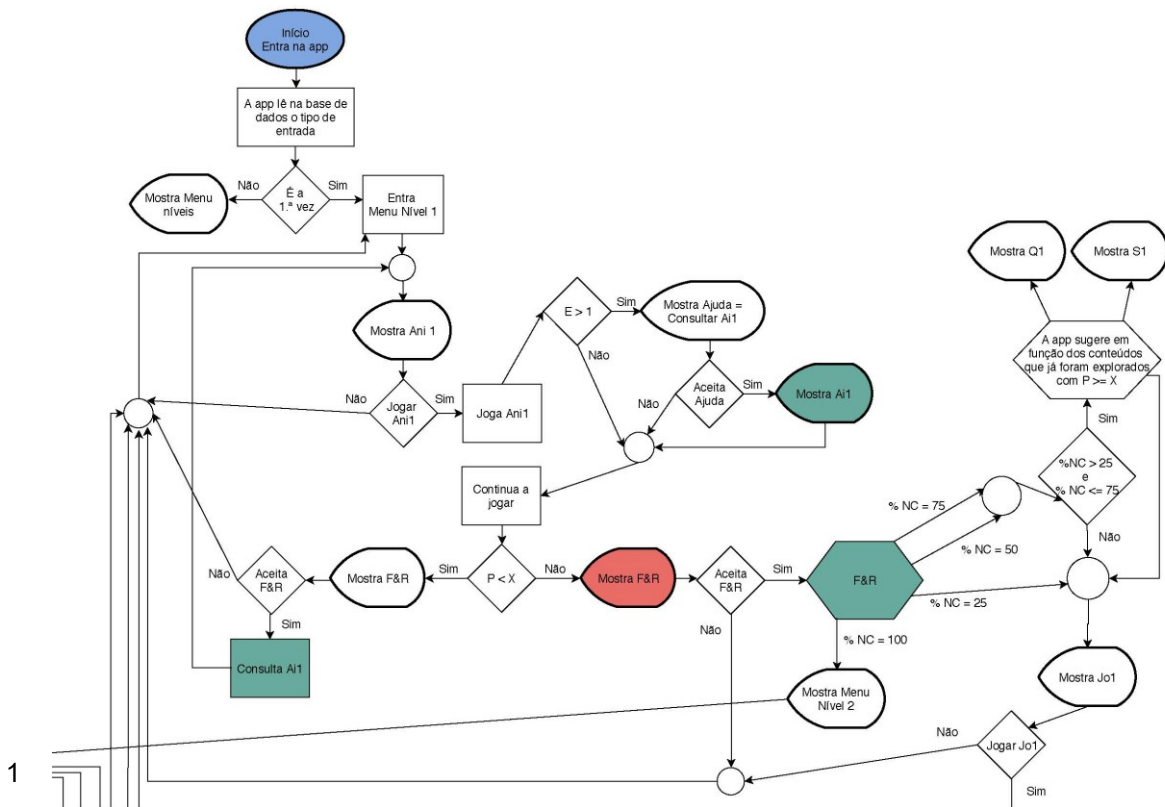 Início
Entra na app
A app lê na base de
dados o tipo de
entrada
Mostra Menu
níveis
Não
É a
1.ª vez
Sim
Entra
Menu Nível 1
Mostra Ani 1
Não
Jogar
Ani1
Sim
Joga Ani1
E > 1
Sim
Não
Mostra Ajuda =
Consultar Ai1
Aceita
Ajuda
Não
Sim
Mostra Ai1
Mostra Q1
Mostra S1
A app sugere em
função dos conteúdos
que já foram explorados
com P >= X
Sim
%NC > 25
e
% NC <= 75
Não
Continua a
jogar
P < X
Sim
Não
Mostra F&R
Aceita
F&R
Não
Sim
Consulta Ai1
Mostra F&R
Aceita
F&R
Sim
Não
F&R
% NC = 75
% NC = 50
% NC = 25
% NC = 100
Mostra Menu
Nível 2
Mostra Jo1
Jogar Jo1
Não
Sim
1